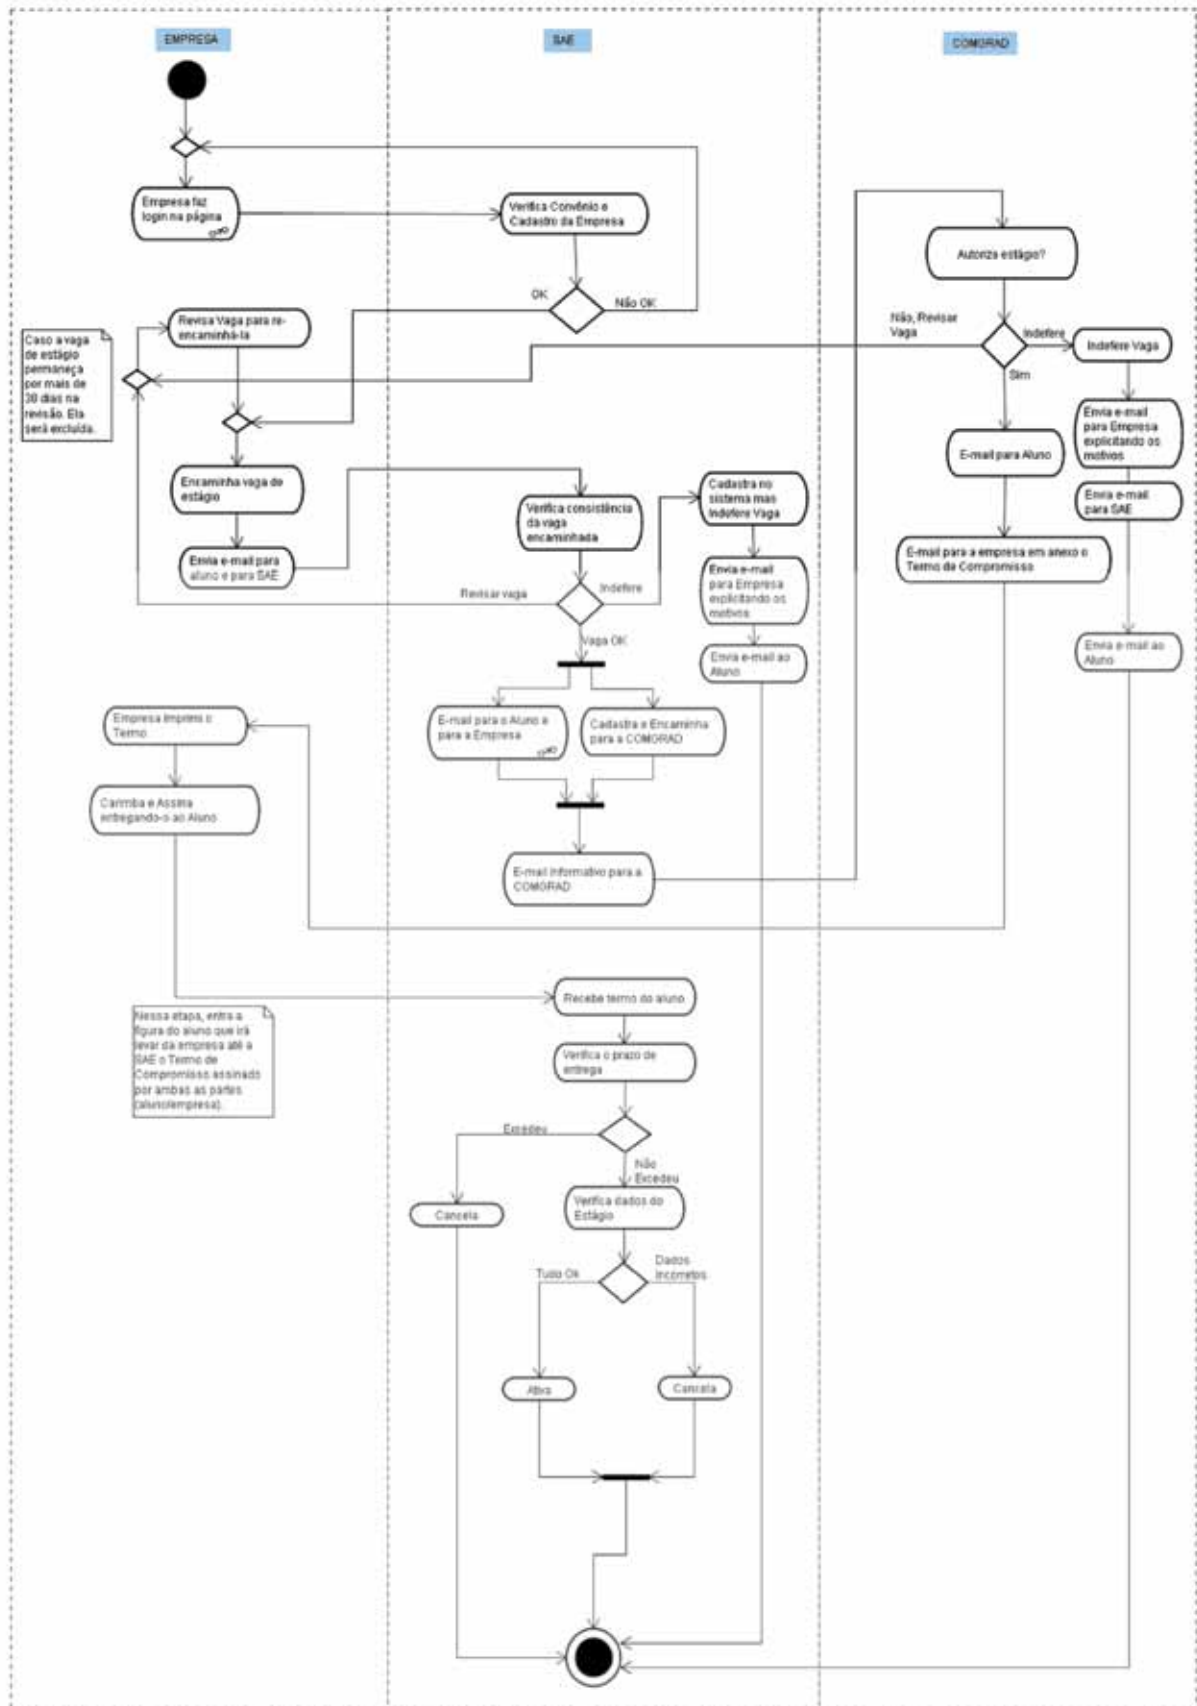 EMPRESA
SAE
COMGRAD
Empresa faz
login na página
Verifica Convênio e
Cadastro da Empresa
OK
Não OK
Autoriza estágio?
Não, Revisar
Vaga
Indefere
Sim
Indefere Vaga
Envia e-mail
para Empresa
explicitando os
motivos
Envia e-mail
para SAE
Envia e-mail ao
Aluno
E-mail para Aluno
E-mail para a empresa em anexo o
Termo de Compromisso
Caso a vaga
de estágio
permaneça
por mais de
30 dias na
revisão. Ela
será excluída.
Revisa Vaga para re-
encaminhá-la
Encaminha vaga de
estágio
Envia e-mail para
aluno e para SAE
Verifica consistência
da vaga
encaminhada
Revisar vaga
Indefere
Vaga OK
Cadastra no
sistema mas
Indefere Vaga
Envia e-mail
para Empresa
explicitando os
motivos
Envia e-mail ao
Aluno
E-mail para o Aluno e
para a Empresa
Cadastra e Encaminha
para a COMGRAD
E-mail informativo para a
COMGRAD
Empresa Imprimi o
Termo
Carimba e Assina
entregando-o ao Aluno
Nessa etapa, entra a
figura do aluno que irá
levar da empresa até a
SAE o Termo de
Compromisso assinado
por ambas as partes
(aluno/empresa).
Recebe termo do aluno
Verifica o prazo de
entrega
Excedeu
Não
Excedeu
Cancela
Verifica dados do
Estágio
Tudo Ok
Dados
Incorretos
Ativa
Cancela